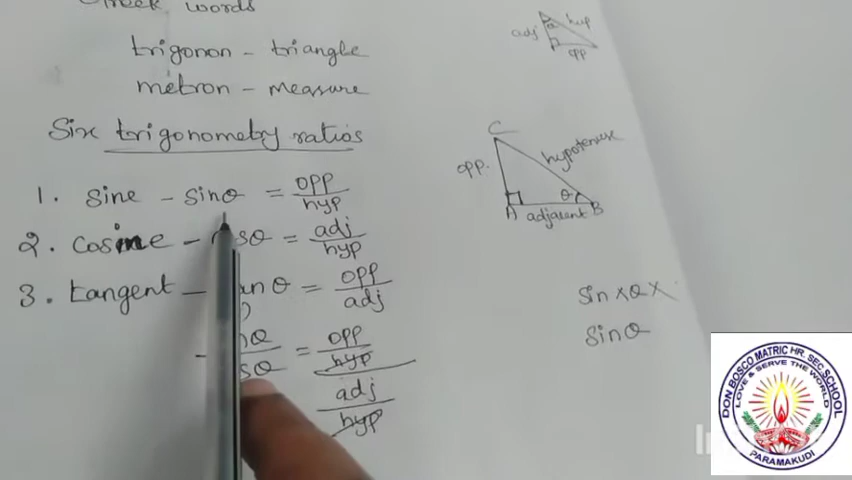 words
trigonon - triangle
metron - measure
Six trigonometry ratios
1. Sine - sinθ = opp/hyp
2. cosine - cosθ = adj/hyp
3. tangent - tanθ = opp/adj
= opp/hyp
adj/hyp
adj hyp
opp
C
opp. hypotenuse
θ
A adjacent B
sin x θ x
sinθ
DON BOSCO MATRIC HR. SEC SCHOOL
LOVE & SERVE THE WORLD
PARAMAKUDI